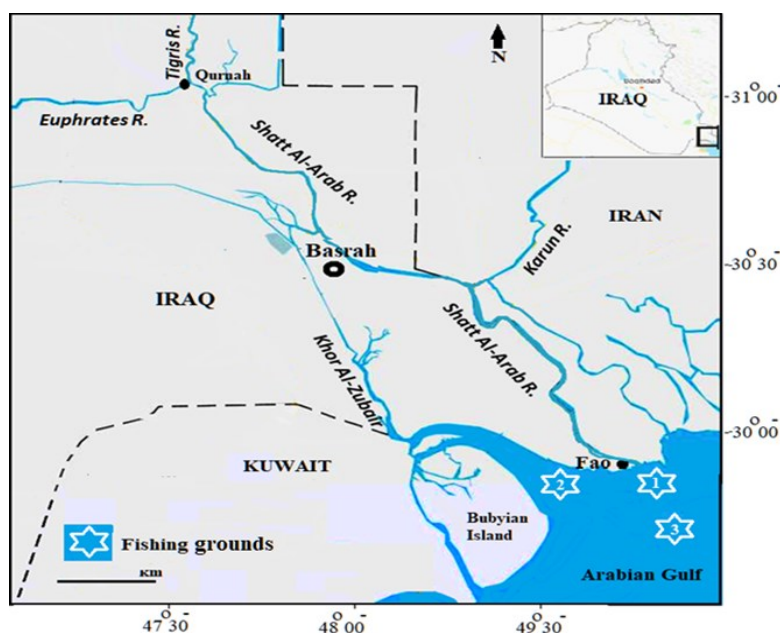 Tigris R.
Qurnah
N
BAGHDAD
IRAQ
31°00
Euphrates R.
Shatt Al-Arab R.
IRAN
Karun R.
Basrah
30°30
IRAQ
Shatt Al-Arab R.
Khor Al-Zubair
30°00
KUWAIT
Fao
2
1
Bubyian
Island
3
Fishing grounds
KM
Arabian Gulf
47°30
48°00
49°30